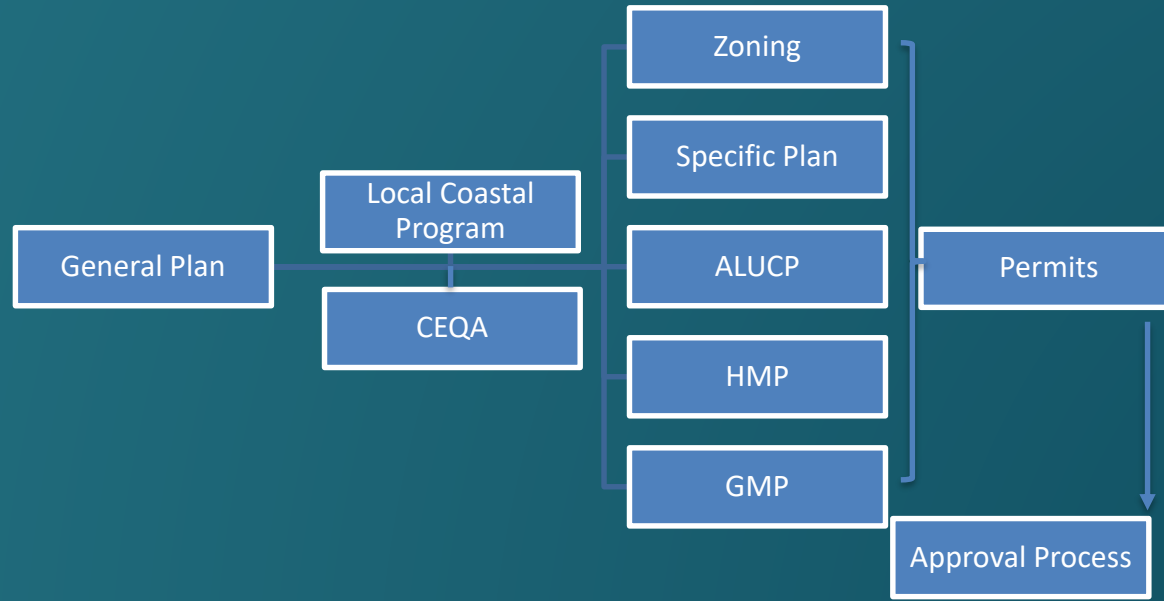 General Plan
Local Coastal
Program
CEQA
Zoning
Specific Plan
ALUCP
HMP
GMP
Permits
Approval Process